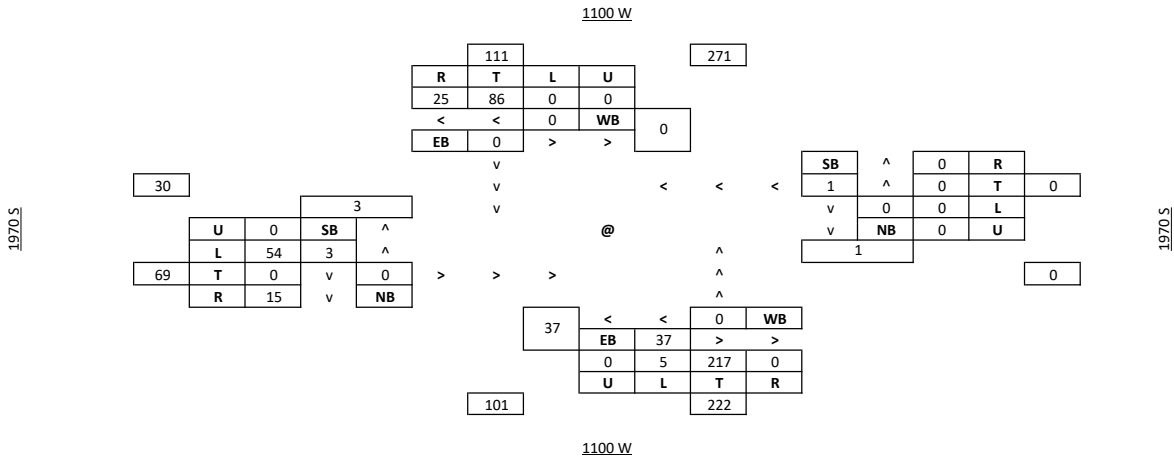 1100 W
111 271
R T L U
25 86 0 0
< < 0 WB 0
EB 0 > >
v SB ^ 0 R
30 v < < < 1 ^ 0 T 0
3 v v 0 0 L
U 0 SB ^ @ v NB 0 U
1970 S 1970 S
L 54 3 ^ ^ 1
69 T 0 v 0 > > > ^ 0
R 15 v NB ^
37 < < 0 WB
EB 37 > >
0 5 217 0
U L T R
101 222
1100 W